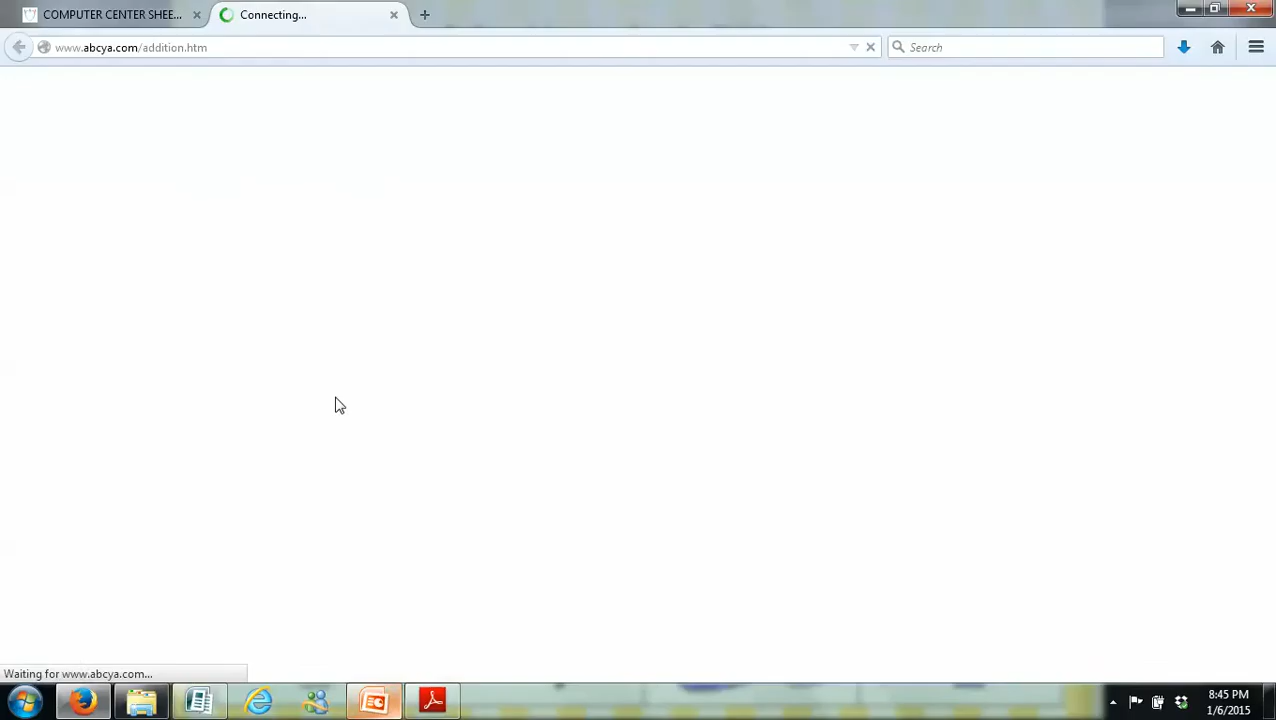 COMPUTER CENTER SHEE...
Connecting...
www.abcya.com/addition.htm
Search
Waiting for www.abcya.com...
8:45 PM
1/6/2015